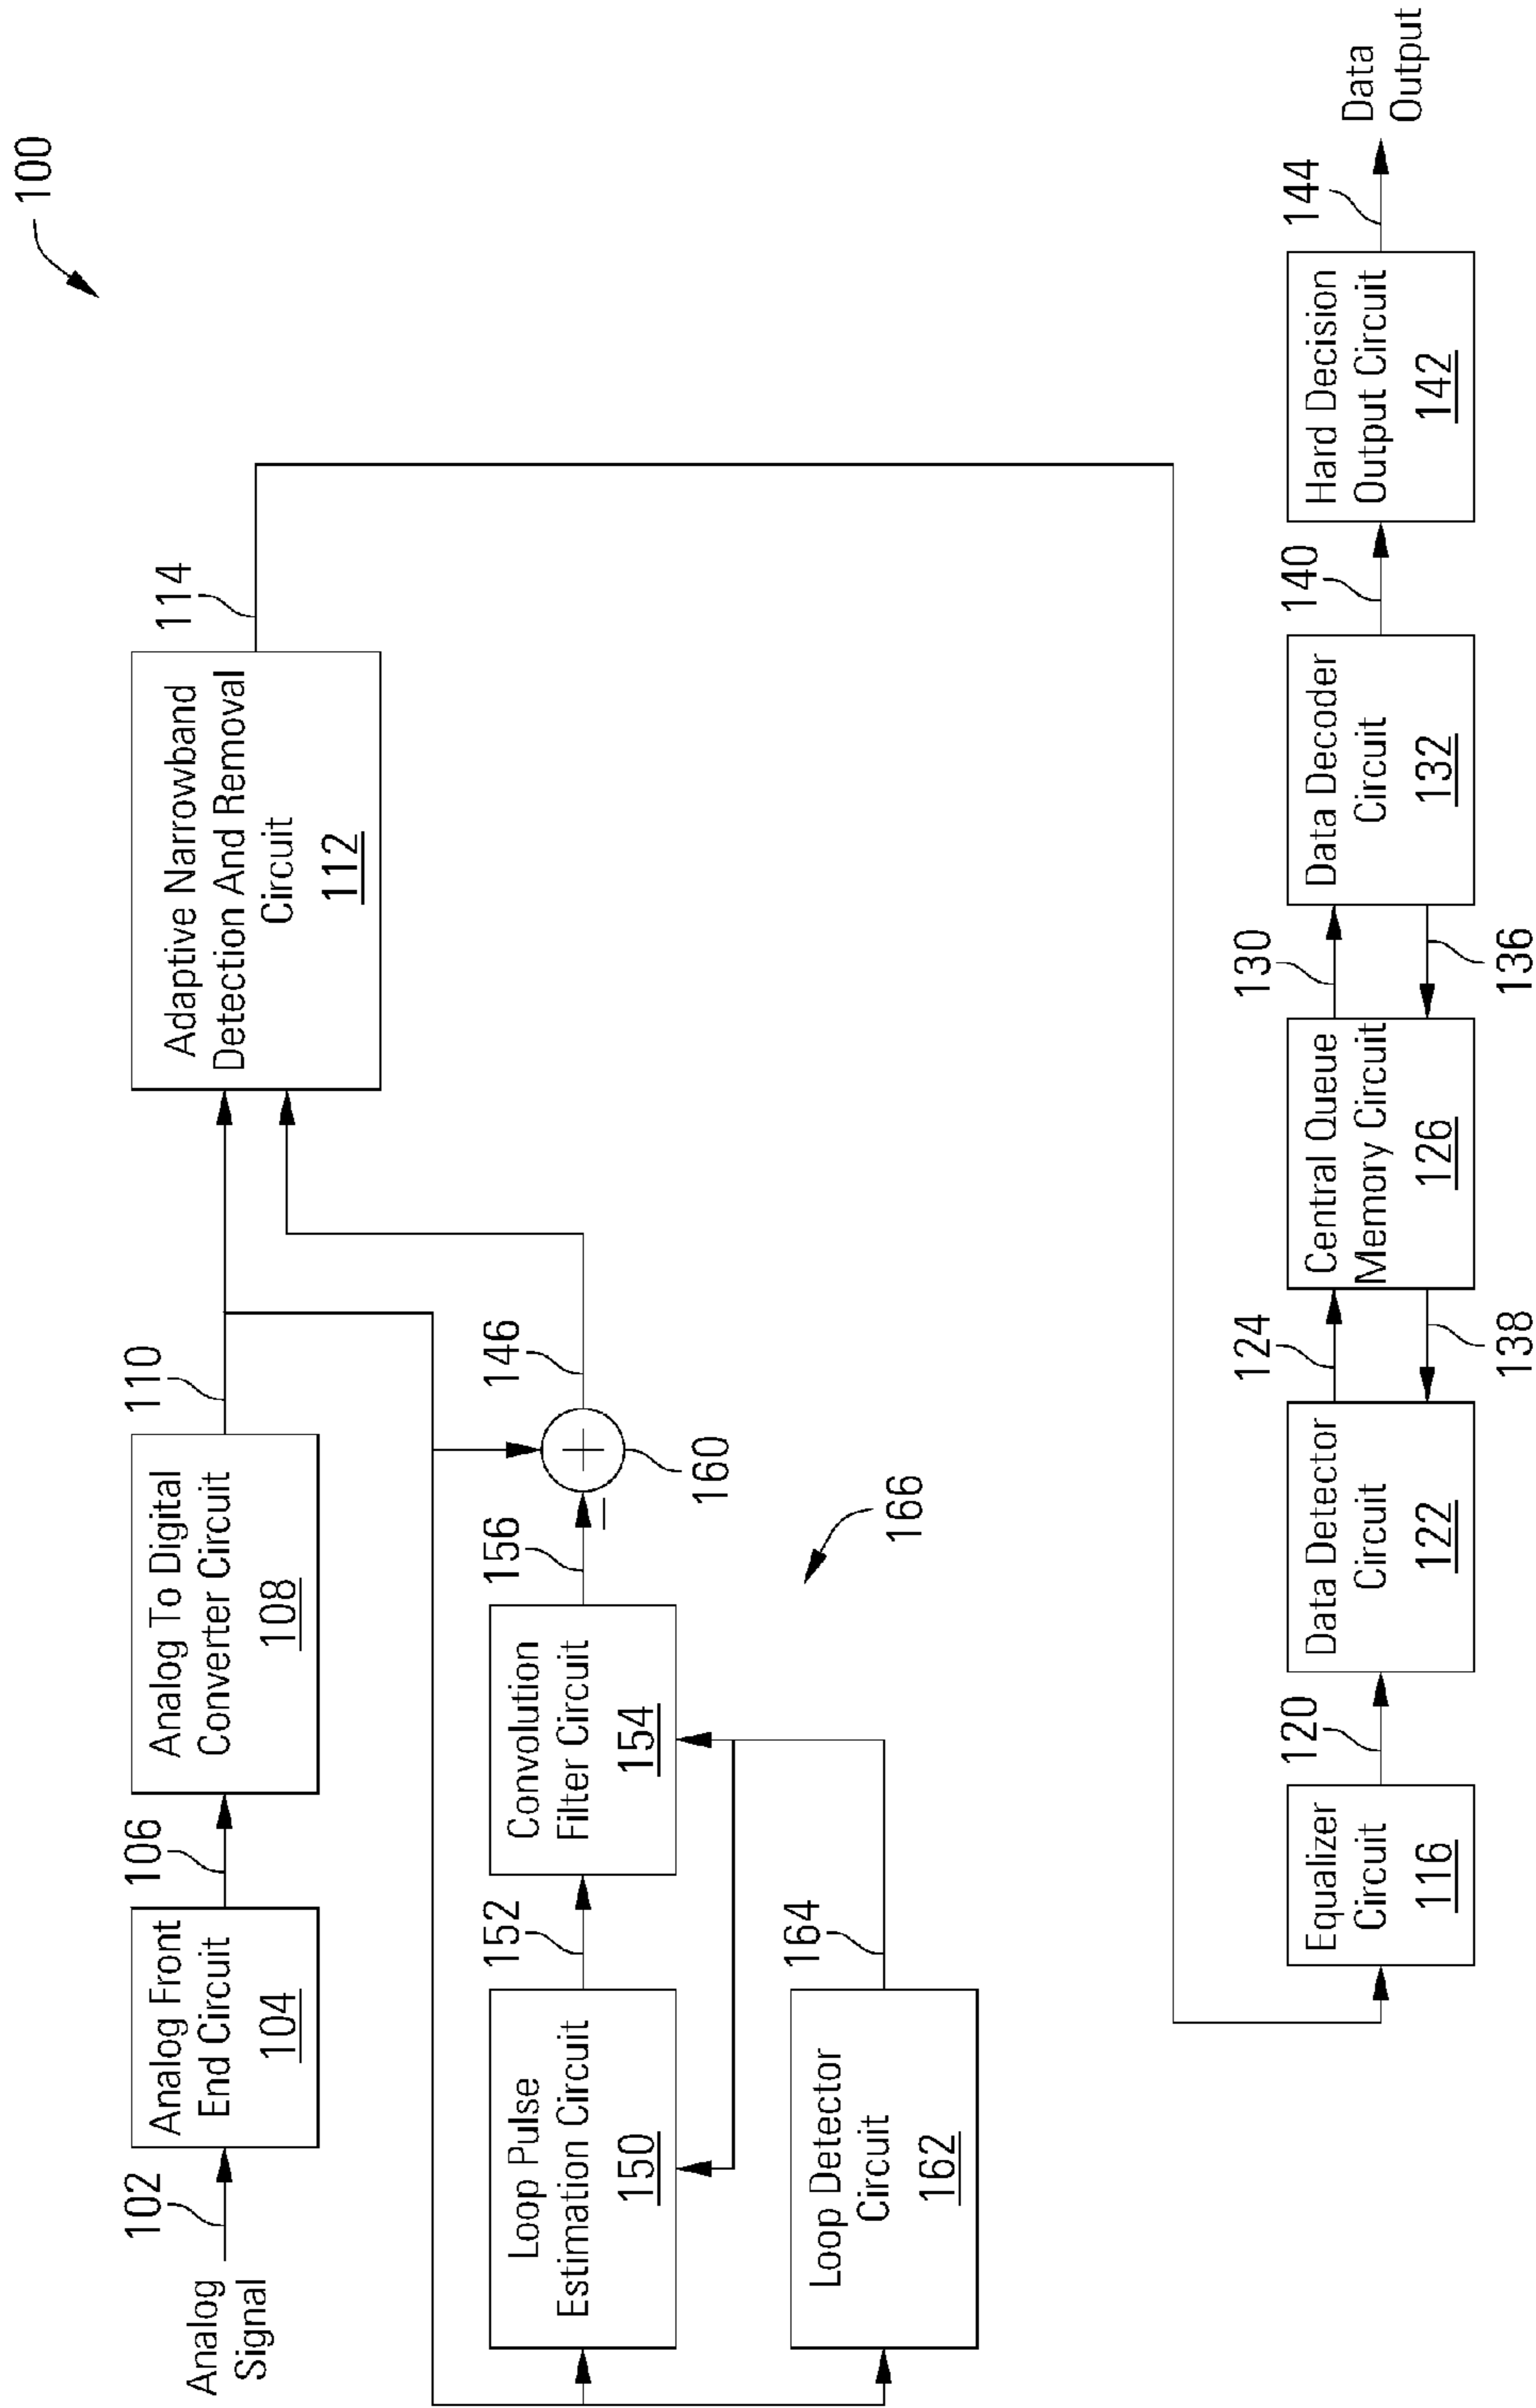 100
Analog
Signal
102
Analog Front
End Circuit
104
106
Analog To Digital
Converter Circuit
108
110
Adaptive Narrowband
Detection And Removal
Circuit
112
114
Loop Pulse
Estimation Circuit
150
152
Convolution
Filter Circuit
154
156
−
+
160
146
166
Loop Detector
Circuit
162
164
Equalizer
Circuit
116
120
Data Detector
Circuit
122
124
138
Central Queue
Memory Circuit
126
130
136
Data Decoder
Circuit
132
140
Hard Decision
Output Circuit
142
144
Data
Output